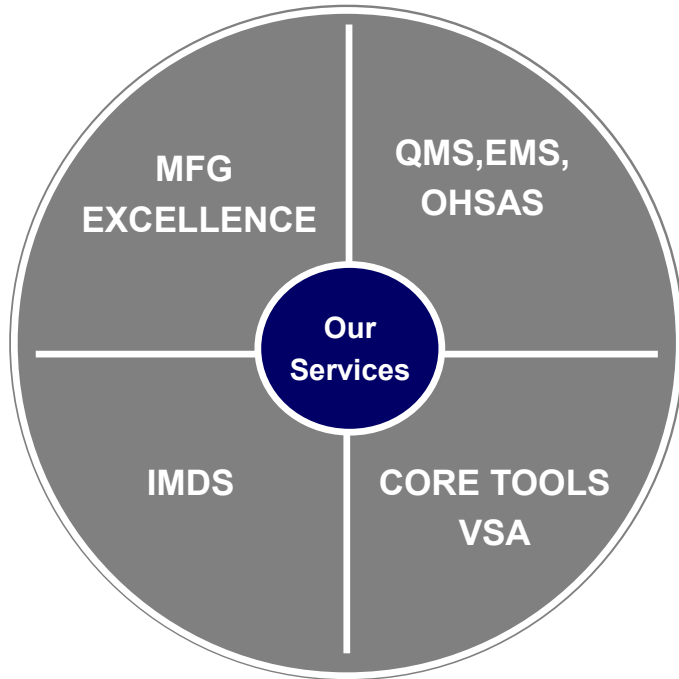 MFG
EXCELLENCE
QMS,EMS,
OHSAS
Our
Services
IMDS
CORE TOOLS
VSA